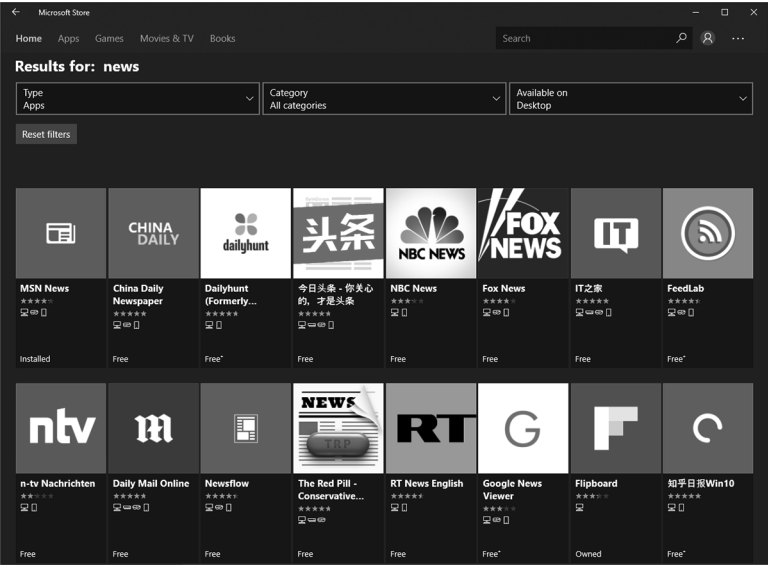 Microsoft Store
Home Apps Games Movies & TV Books Search
Results for: news
Type
Apps
Category
All categories
Available on
Desktop
Reset filters
MSN News
Installed
CHINA
DAILY
China Daily
Newspaper
Free
dailyhunt
Dailyhunt
(Formerly...
Free*
头条
今日头条 - 你关心
的，才是头条
Free
NBC NEWS
NBC News
Free
FOX
NEWS
Fox News
Free
IT
IT之家
Free
FeedLab
Free*
ntv
n-tv Nachrichten
Free
m
Daily Mail Online
Free
Newsflow
Free
NEWS
TRP
The Red Pill -
Conservative...
Free
RT
RT News English
Free
G
Google News
Viewer
Free*
Flipboard
Owned
知乎日报Win10
Free*